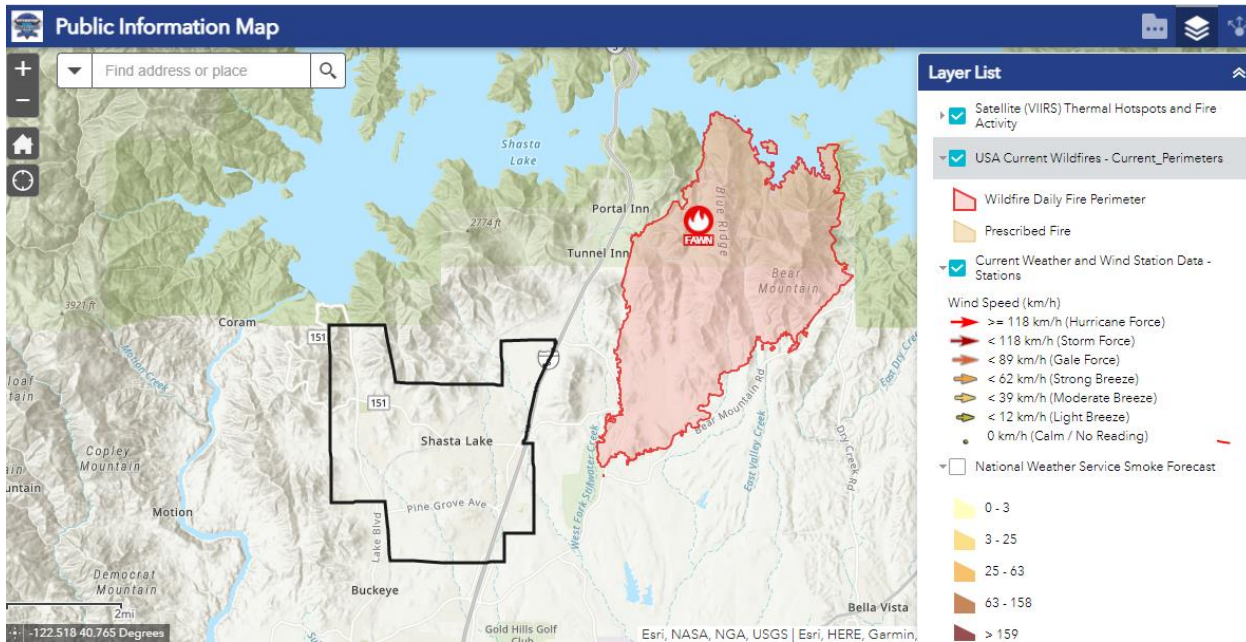 Public Information Map
Find address or place
Layer List
Satellite (VIIRS) Thermal Hotspots and Fire
Activity
USA Current Wildfires - Current_Perimeters
Wildfire Daily Fire Perimeter
Prescribed Fire
Current Weather and Wind Station Data -
Stations
Wind Speed (km/h)
>= 118 km/h (Hurricane Force)
< 118 km/h (Storm Force)
< 89 km/h (Gale Force)
< 62 km/h (Strong Breeze)
< 39 km/h (Moderate Breeze)
< 12 km/h (Light Breeze)
0 km/h (Calm / No Reading)
National Weather Service Smoke Forecast
0 - 3
3 - 25
25 - 63
63 - 158
> 159
Shasta
Lake
Portal Inn
2774 ft
Tunnel Inn
FAWN
Blue Ridge
Bear
Mountain
3921 ft
Coram
151
Motion Creek
151
Shasta Lake
Copley
Mountain
Motion
Pine Grove Ave
Lake Blvd
West Fork Stillwater Creek
Bear Mountain Rd
East Valley Creek
Dry Creek Rd
Democrat
Mountain
Buckeye
Bella Vista
2mi
-122.518 40.765 Degrees
Gold Hills Golf
Esri, NASA, NGA, USGS | Esri, HERE, Garmin,